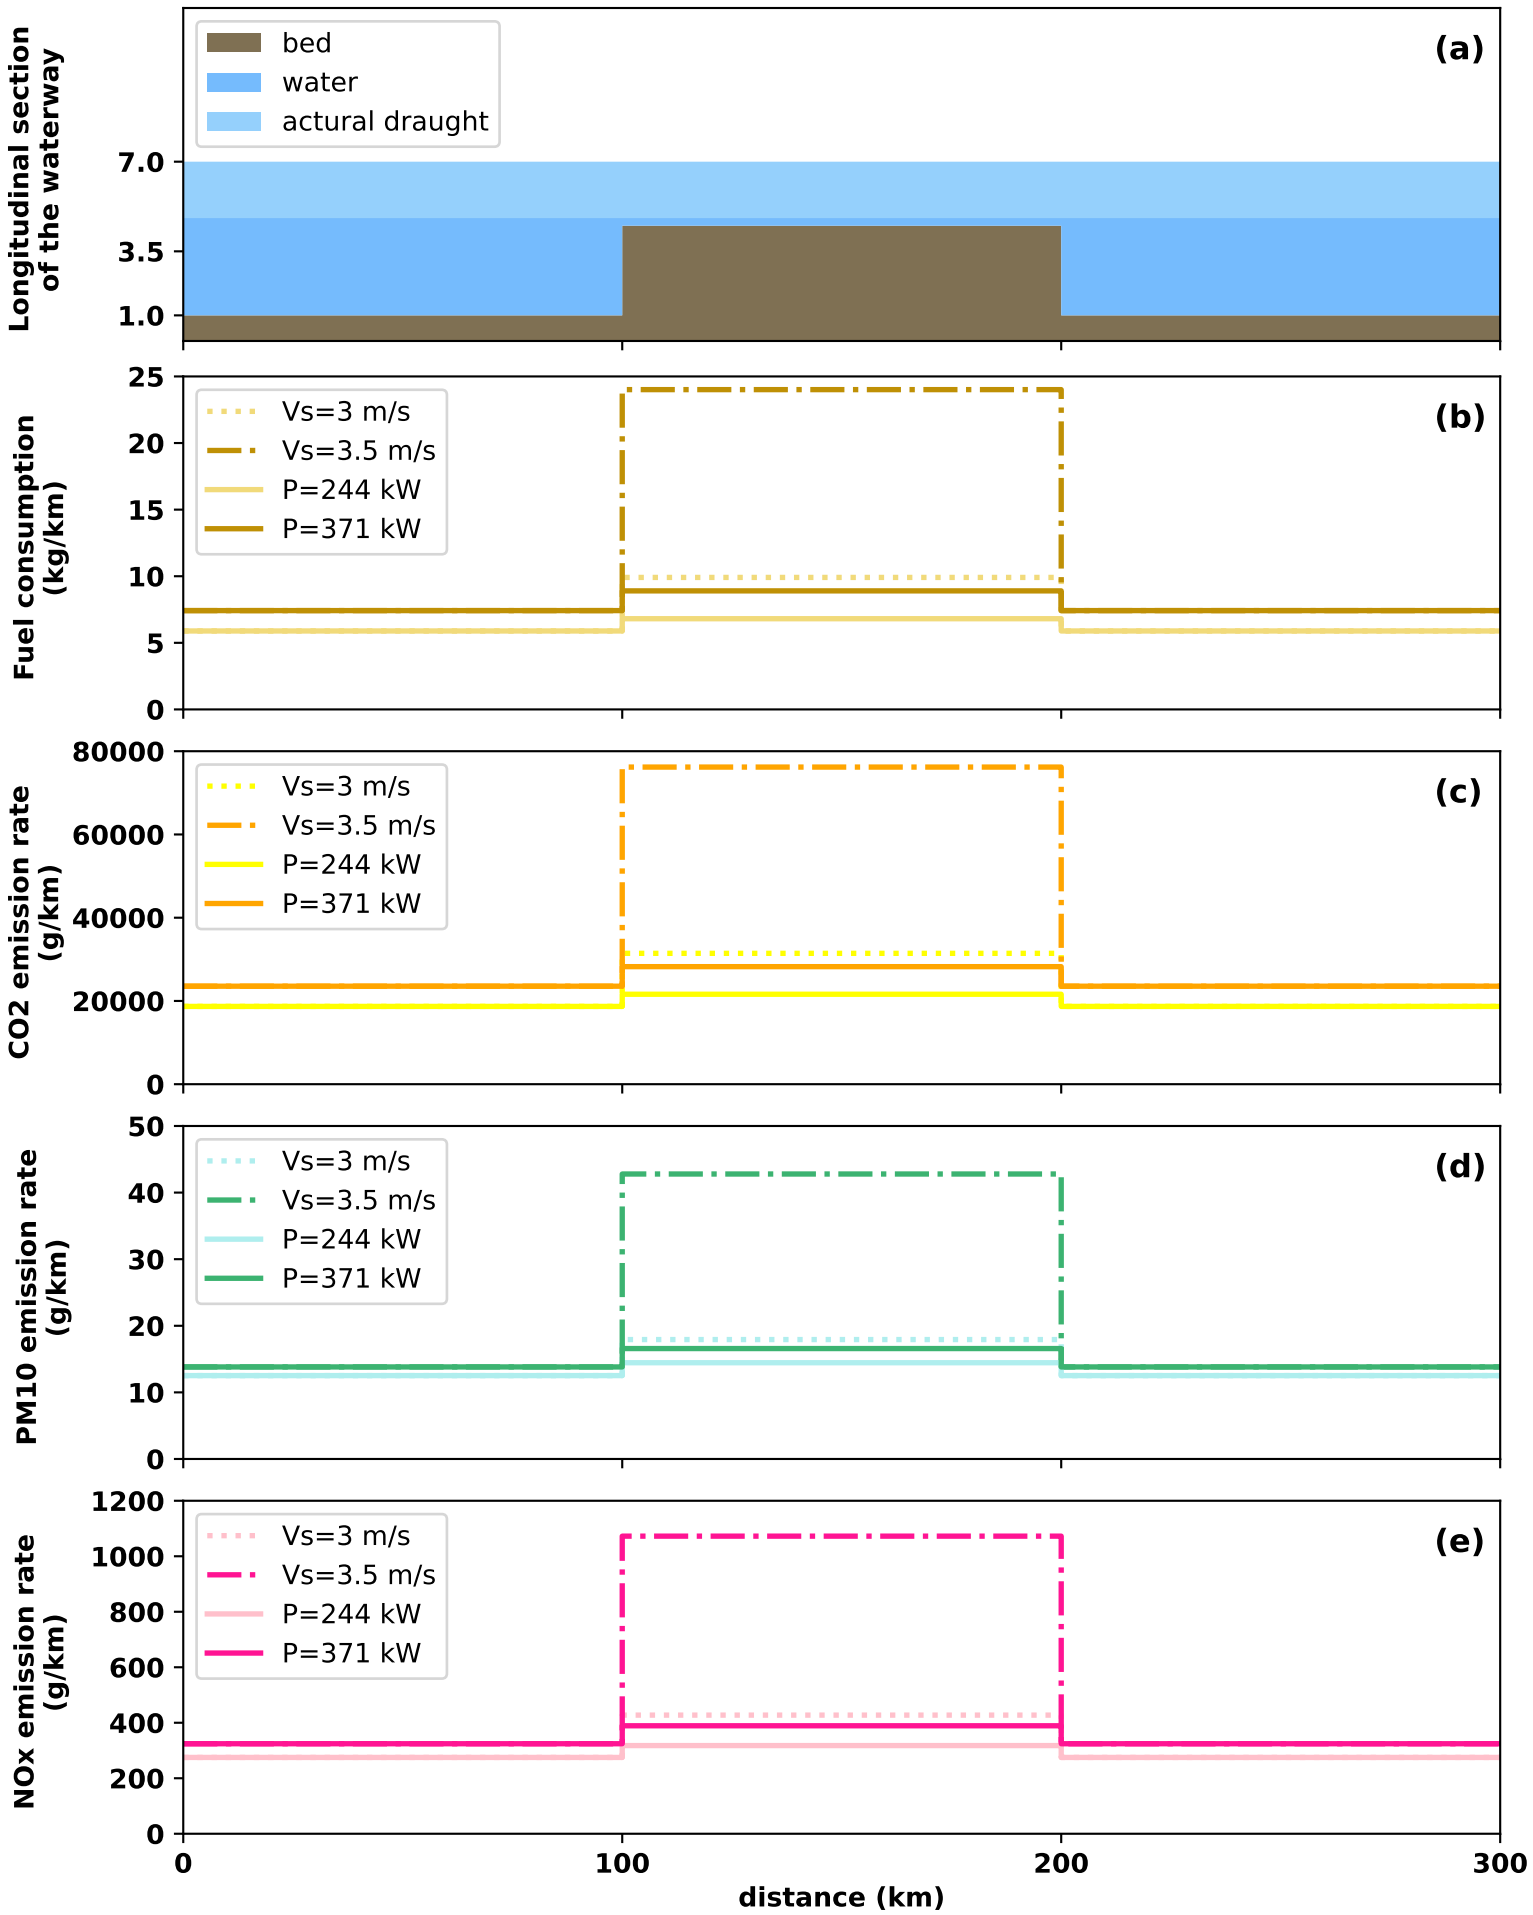 Longitudinal section
of the waterway
bed
water
actural draught
(a)
7.0
3.5
1.0
Fuel consumption
(kg/km)
25
20
15
10
5
0
Vs=3 m/s
Vs=3.5 m/s
P=244 kW
P=371 kW
(b)
CO2 emission rate
(g/km)
80000
60000
40000
20000
0
Vs=3 m/s
Vs=3.5 m/s
P=244 kW
P=371 kW
(c)
PM10 emission rate
(g/km)
50
40
30
20
10
0
Vs=3 m/s
Vs=3.5 m/s
P=244 kW
P=371 kW
(d)
NOx emission rate
(g/km)
1200
1000
800
600
400
200
0
Vs=3 m/s
Vs=3.5 m/s
P=244 kW
P=371 kW
(e)
0 100 200 300
distance (km)